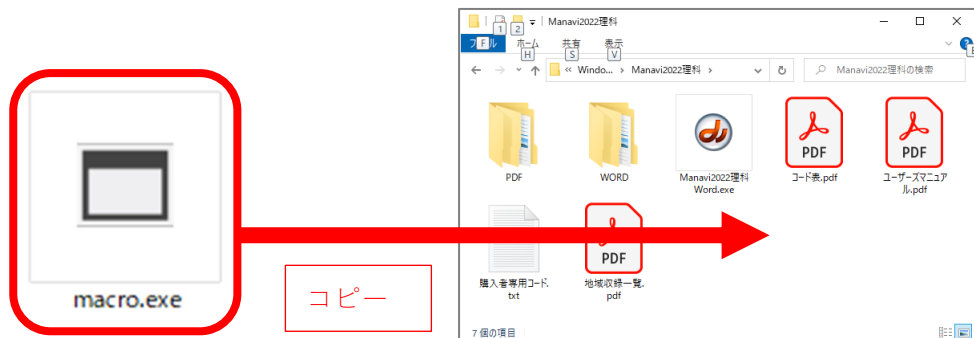 macro.exe
コピー
Manavi2022理科
1
2
ファイル
ホーム
共有
表示
F
H
S
V
E
« Windo... › Manavi2022理科 ›
Manavi2022理科の検索
PDF
WORD
Manavi2022理科
Word.exe
PDF
コード表.pdf
PDF
ユーザーズマニュア
ル.pdf
購入者専用コード.
txt
PDF
地域収録一覧.
pdf
7 個の項目